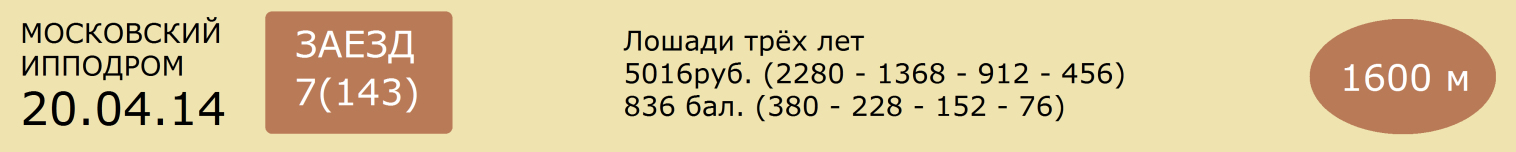 МОСКОВСКИЙ
ИППОДРОМ
20.04.14
ЗАЕЗД
7(143)
Лошади трёх лет
5016руб. (2280 - 1368 - 912 - 456)
836 бал. (380 - 228 - 152 - 76)
1600 м